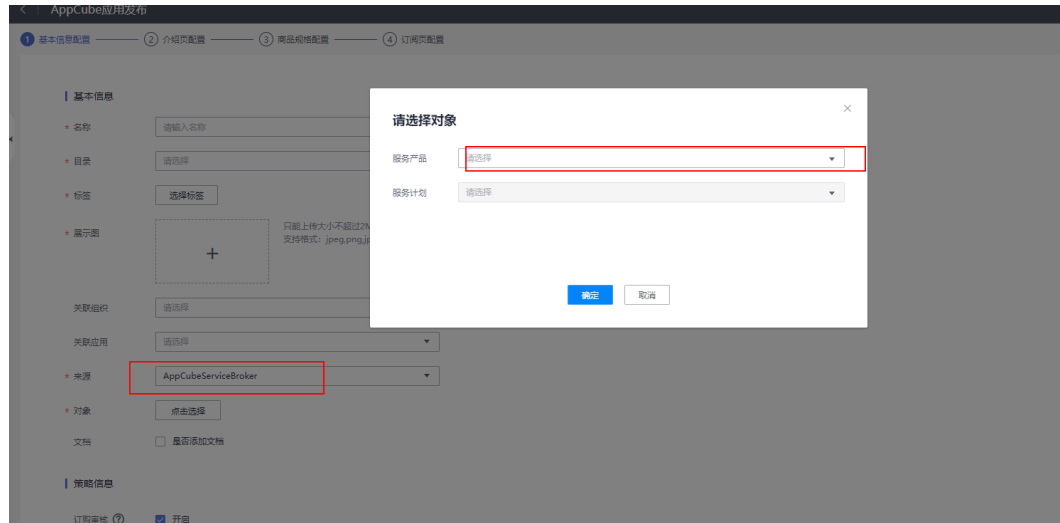 AppCube应用发布
1 基本信息配置 2 介绍页配置 3 商品规格配置 4 订阅页配置
基本信息
* 名称 请输入名称
* 目录 请选择
* 标签 选择标签
* 展示图 + 只能上传大小不超过2M
支持格式：jpeg,png,jp
关联组织 请选择
关联应用 请选择
* 来源 AppCubeServiceBroker
* 对象 点击选择
文档 是否添加文档
策略信息
订购审核 ? 开启
请选择对象 ×
服务产品 请选择
服务计划 请选择
确定 取消